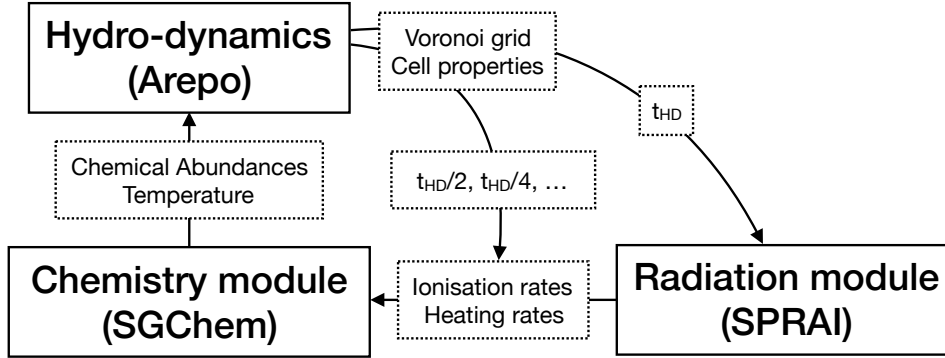 Hydro-dynamics
(Arepo)
Voronoi grid
Cell properties
tHD
Chemical Abundances
Temperature
tHD/2, tHD/4, ...
Chemistry module
(SGChem)
Ionisation rates
Heating rates
Radiation module
(SPRAI)